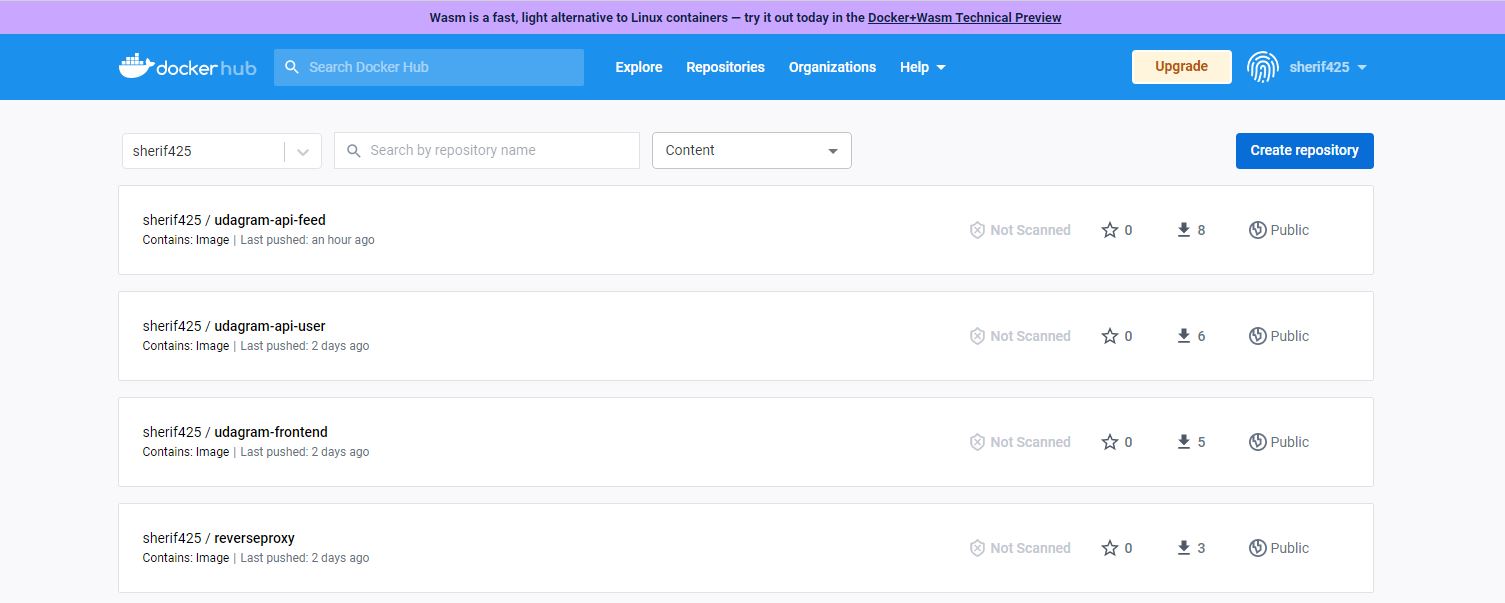 Wasm is a fast, light alternative to Linux containers — try it out today in the Docker+Wasm Technical Preview
docker hub
Search Docker Hub
Explore
Repositories
Organizations
Help
Upgrade
sherif425
sherif425
Search by repository name
Content
Create repository
sherif425 / udagram-api-feed
Contains: Image | Last pushed: an hour ago
Not Scanned
0
8
Public
sherif425 / udagram-api-user
Contains: Image | Last pushed: 2 days ago
Not Scanned
0
6
Public
sherif425 / udagram-frontend
Contains: Image | Last pushed: 2 days ago
Not Scanned
0
5
Public
sherif425 / reverseproxy
Contains: Image | Last pushed: 2 days ago
Not Scanned
0
3
Public